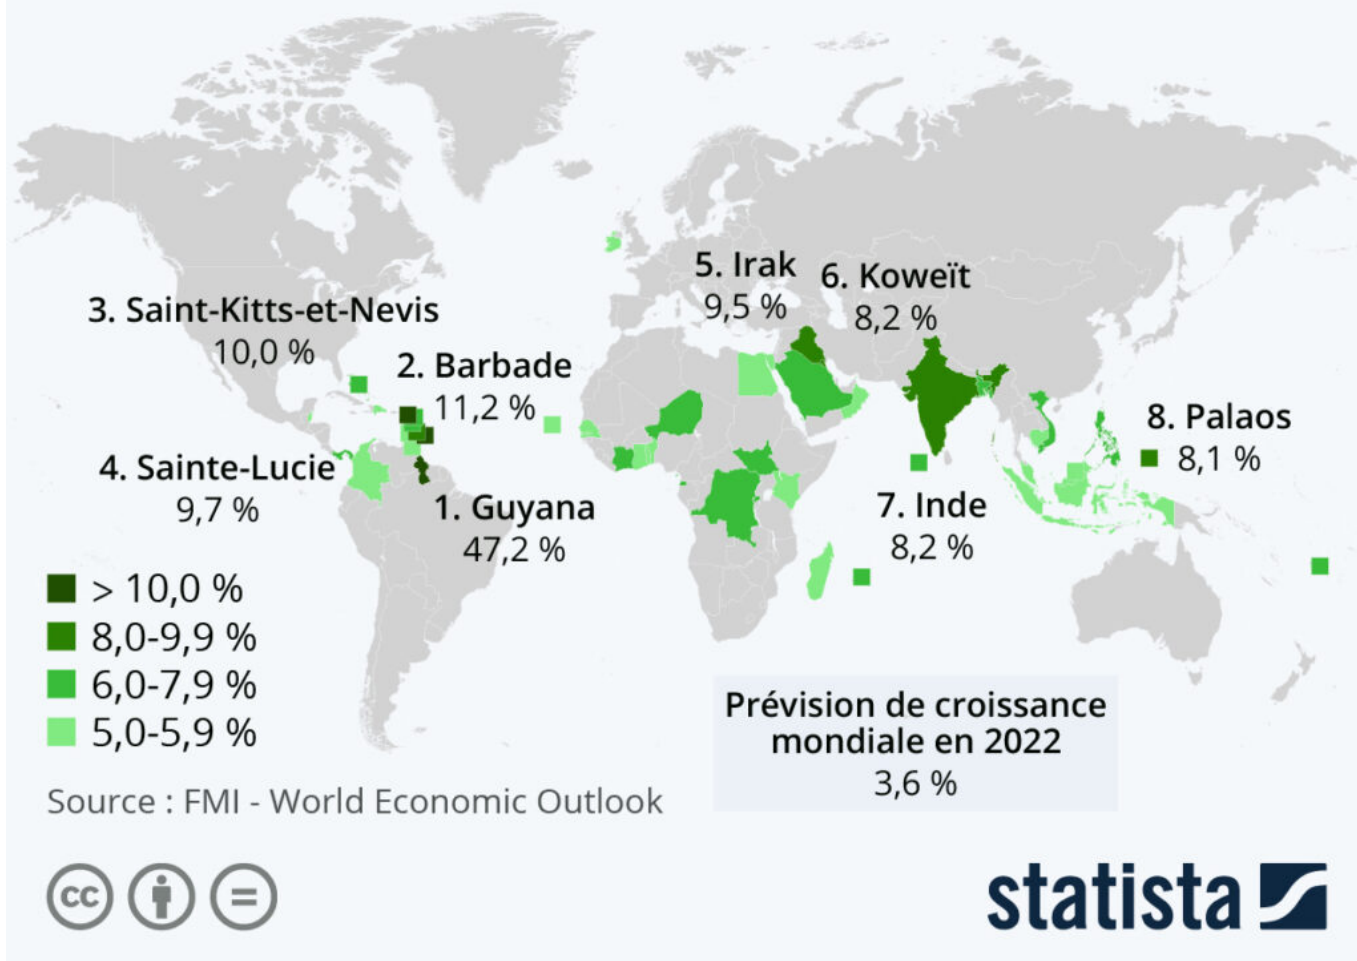 5. Irak
9,5 %
6. Koweït
8,2 %
3. Saint-Kitts-et-Nevis
10,0 %
2. Barbade
11,2 %
8. Palaos
8,1 %
4. Sainte-Lucie
9,7 %
1. Guyana
47,2 %
7. Inde
8,2 %
> 10,0 %
8,0-9,9 %
6,0-7,9 %
5,0-5,9 %
Prévision de croissance
mondiale en 2022
3,6 %
Source : FMI - World Economic Outlook
cc
=
statista